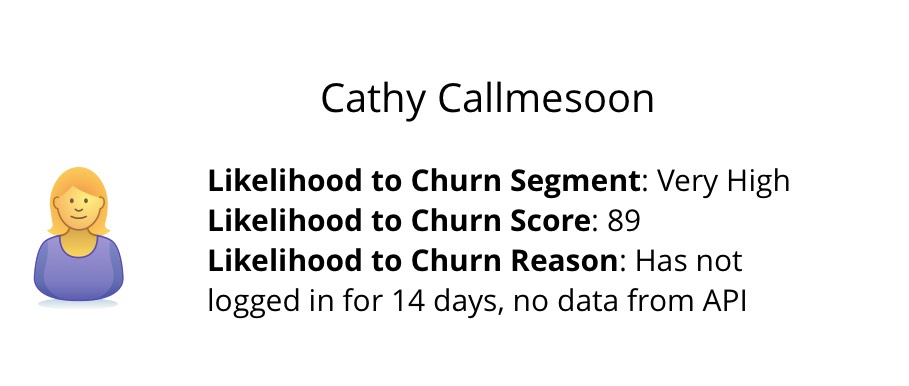 Cathy Callmesoon
Likelihood to Churn Segment: Very High
Likelihood to Churn Score: 89
Likelihood to Churn Reason: Has not
logged in for 14 days, no data from API